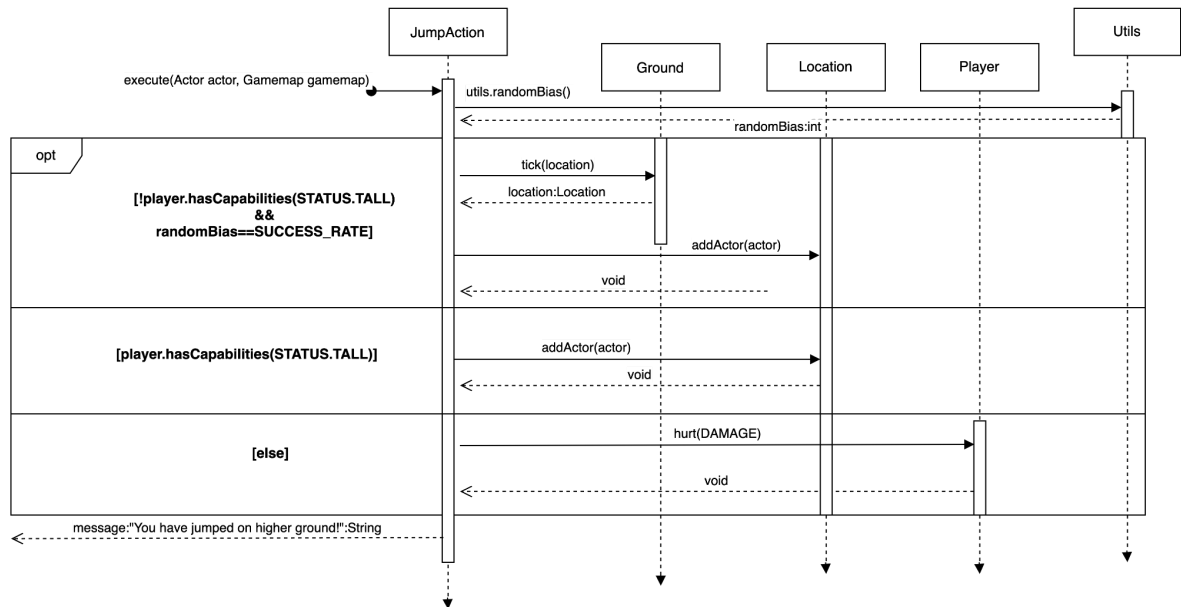 JumpAction
Utils
Ground
Location
Player
execute(Actor actor, Gamemap gamemap)
utils.randomBias()
randomBias:int
opt
tick(location)
[!player.hasCapabilities(STATUS.TALL)
&&
randomBias==SUCCESS_RATE]
location:Location
addActor(actor)
void
[player.hasCapabilities(STATUS.TALL)]
addActor(actor)
void
[else]
hurt(DAMAGE)
void
message:"You have jumped on higher ground!":String